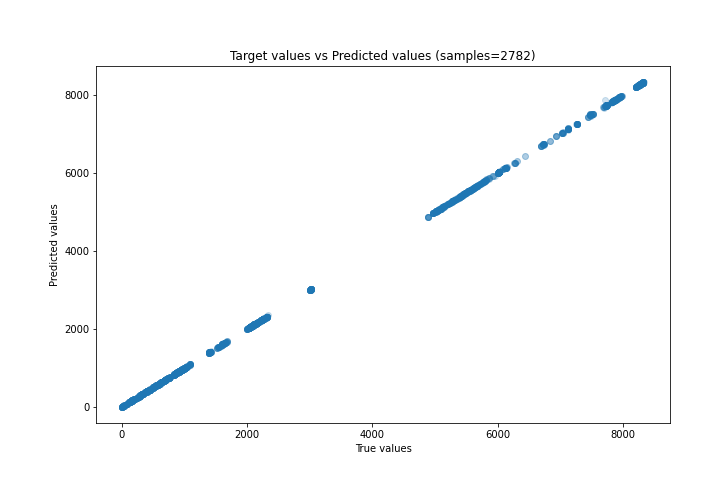 Target values vs Predicted values (samples=2782)
8000
6000
4000
2000
0
Predicted values
0 2000 4000 6000 8000
True values